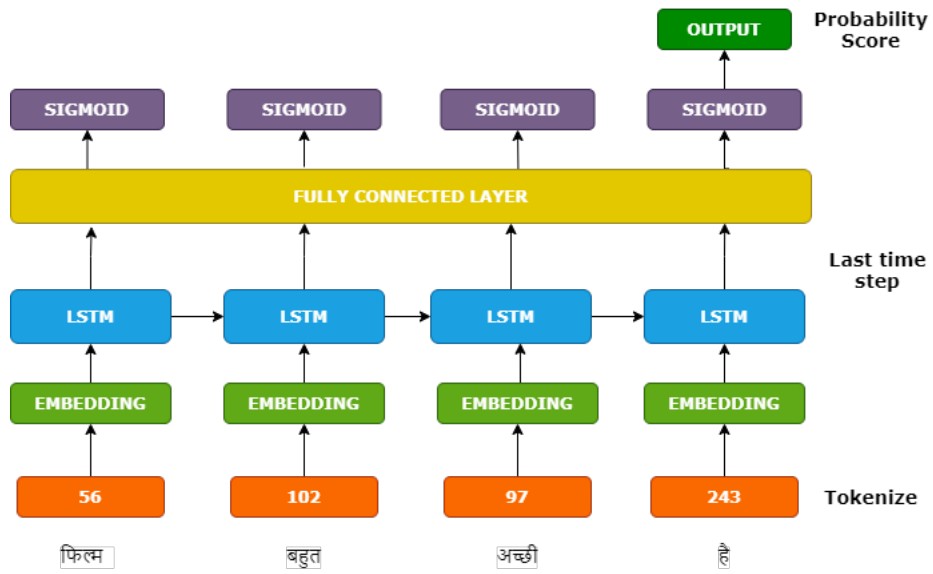 OUTPUT
Probability
Score
SIGMOID SIGMOID SIGMOID SIGMOID
FULLY CONNECTED LAYER
Last time
step
LSTM LSTM LSTM LSTM
EMBEDDING EMBEDDING EMBEDDING EMBEDDING
56 102 97 243 Tokenize
फिल्म बहुत अच्छी है